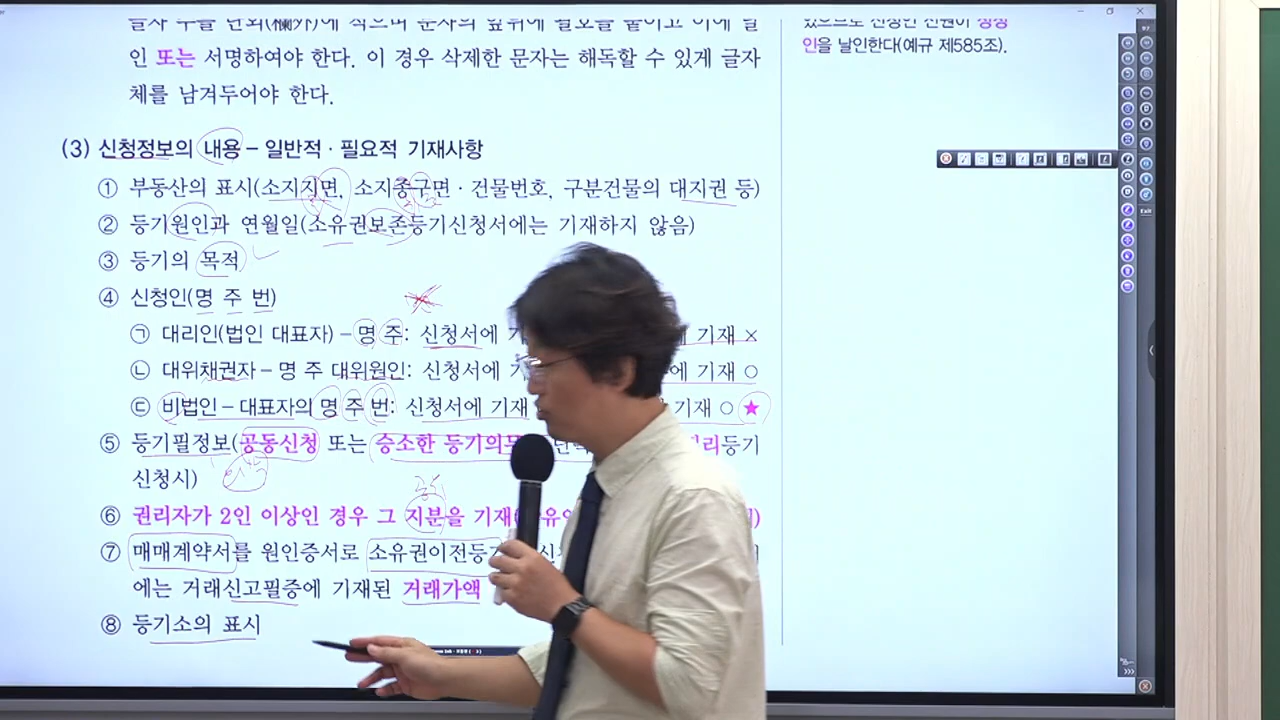 인 또는 서명하여야 한다. 이 경우 삭제한 문자는 해독할 수 있게 글자
체를 남겨두어야 한다.
인을 날인한다(예규 제585조).
(3) 신청정보의 내용 – 일반적 · 필요적 기재사항
① 부동산의 표시(소지지면, 소지종구면 · 건물번호, 구분건물의 대지권 등)
② 등기원인과 연월일(소유권보존등기신청서에는 기재하지 않음)
③ 등기의 목적
④ 신청인(명 주 번)
㉠ 대리인(법인 대표자) – 명 주: 신청서에 기 기재 ×
㉡ 대위채권자 – 명 주 대위원인: 신청서에 기 에 기재 ○
㉢ 비법인 – 대표자의 명 주 번: 신청서에 기재 기재 ○ ★
⑤ 등기필정보(공동신청 또는 승소한 등기의무 리등기
신청시)
⑥ 권리자가 2인 이상인 경우 그 지분을 기재(
⑦ 매매계약서를 원인증서로 소유권이전등기
에는 거래신고필증에 기재된 거래가액
⑧ 등기소의 표시